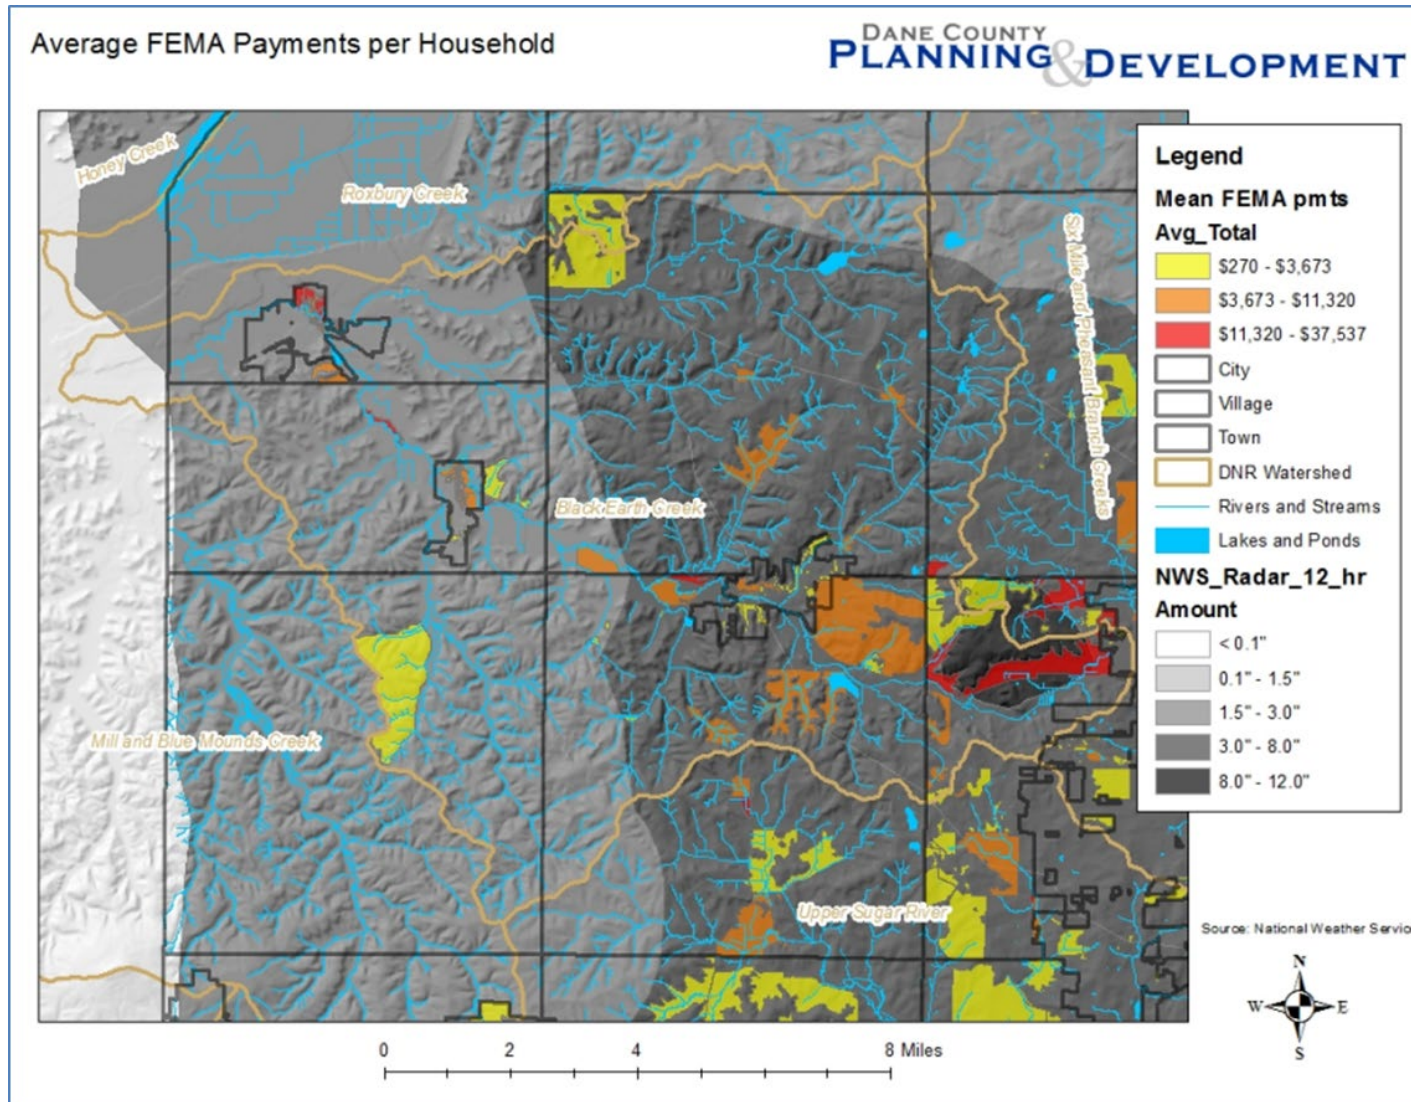 Average FEMA Payments per Household
DANE COUNTY
PLANNING & DEVELOPMENT
Honey Creek
Roxbury Creek
Six Mile and Pheasant Branch Creeks
Black Earth Creek
Mill and Blue Mounds Creek
Upper Sugar River
Legend
Mean FEMA pmts
Avg_Total
$270 - $3,673
$3,673 - $11,320
$11,320 - $37,537
City
Village
Town
DNR Watershed
Rivers and Streams
Lakes and Ponds
NWS_Radar_12_hr
Amount
< 0.1"
0.1" - 1.5"
1.5" - 3.0"
3.0" - 8.0"
8.0" - 12.0"
Source: National Weather Servic
N
W E
S
0 2 4 8 Miles